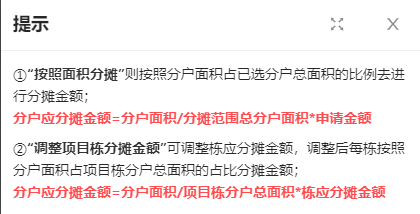 提示
①“按照面积分摊”则按照分户面积占已选分户总面积的比例去进
行分摊金额；
分户应分摊金额=分户面积/分摊范围总分户面积*申请金额
②“调整项目栋分摊金额”可调整栋应分摊金额，调整后每栋按照
分户面积占项目栋分户总面积的占比分摊金额；
分户应分摊金额=分户面积/项目栋分户总面积*栋应分摊金额